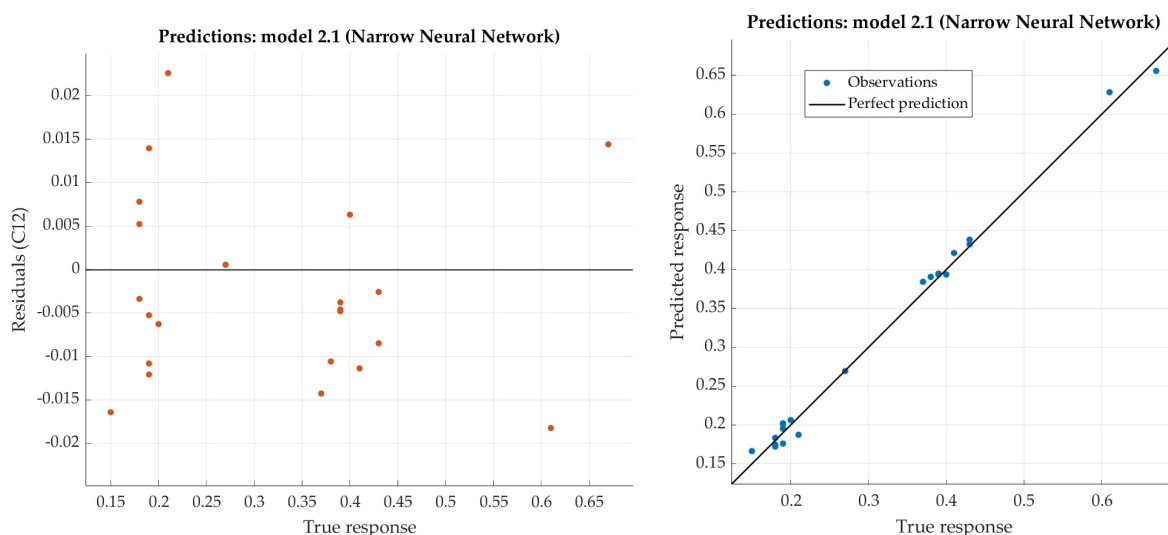 Predictions: model 2.1 (Narrow Neural Network)
0.02
0.015
0.01
0.005
0
-0.005
-0.01
-0.015
-0.02
Residuals (C12)
0.15 0.2 0.25 0.3 0.35 0.4 0.45 0.5 0.55 0.6 0.65
True response
Predictions: model 2.1 (Narrow Neural Network)
Observations
Perfect prediction
0.65
0.6
0.55
0.5
0.45
0.4
0.35
0.3
0.25
0.2
0.15
Predicted response
0.2 0.3 0.4 0.5 0.6
True response